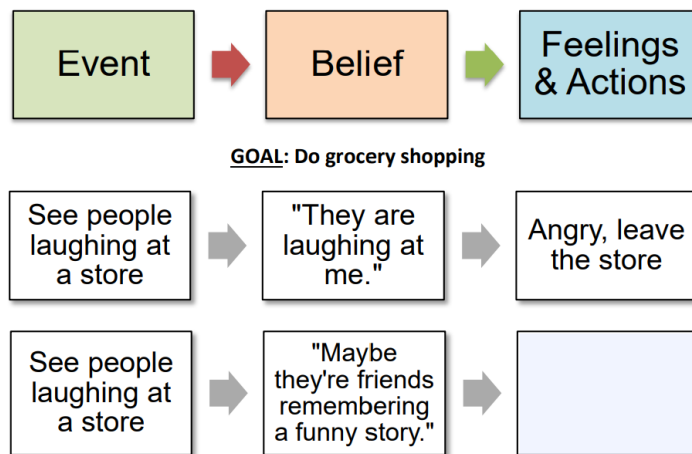 Event
Belief
Feelings
& Actions
GOAL: Do grocery shopping
See people
laughing at
a store
"They are
laughing at
me."
Angry, leave
the store
See people
laughing at
a store
"Maybe
they're friends
remembering
a funny story."